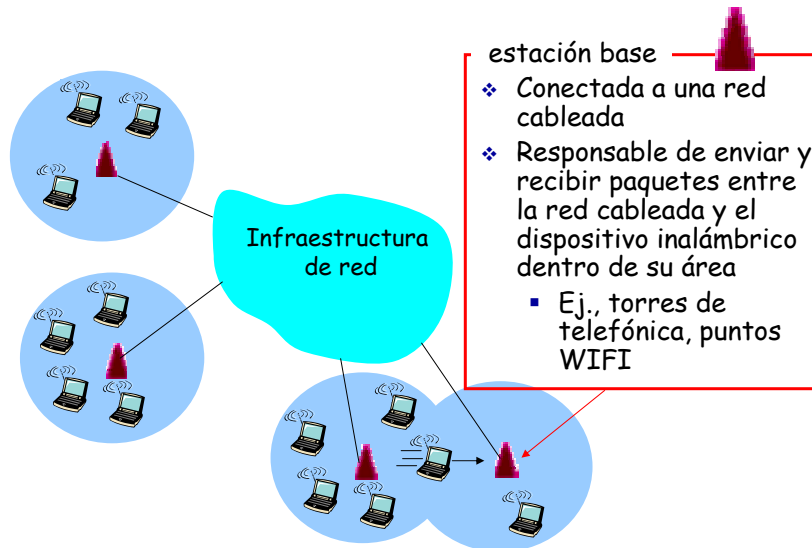 estación base
Conectada a una red
cableada
Responsable de enviar y
recibir paquetes entre
la red cableada y el
dispositivo inalámbrico
dentro de su área
Ej., torres de
telefónica, puntos
WIFI
Infraestructura
de red